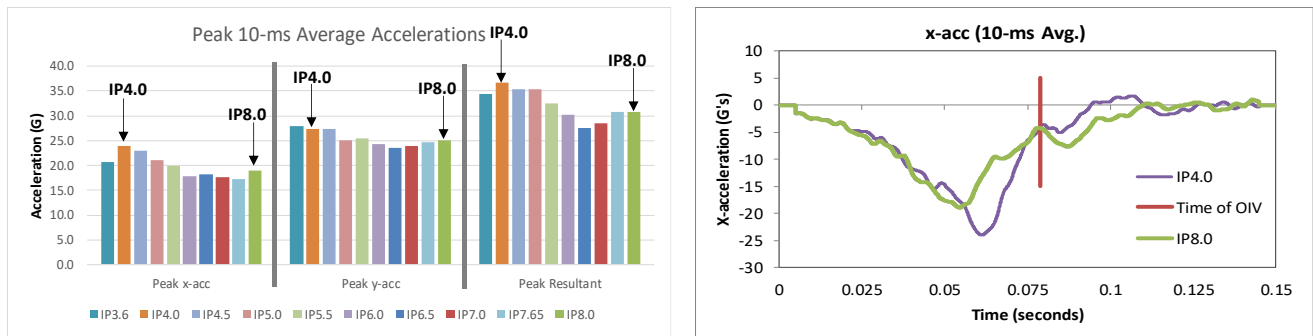 Peak 10-ms Average Accelerations
IP4.0
IP8.0
IP4.0
IP8.0
IP4.0
IP8.0
Acceleration (G)
40.0
35.0
30.0
25.0
20.0
15.0
10.0
5.0
0.0
Peak x-acc
Peak y-acc
Peak Resultant
IP3.6 IP4.0 IP4.5 IP5.0 IP5.5 IP6.0 IP6.5 IP7.0 IP7.65 IP8.0
x-acc (10-ms Avg.)
X-acceleration (G's)
10
5
0
-5
-10
-15
-20
-25
-30
IP4.0
Time of OIV
IP8.0
0 0.025 0.05 0.075 0.1 0.125 0.15
Time (seconds)